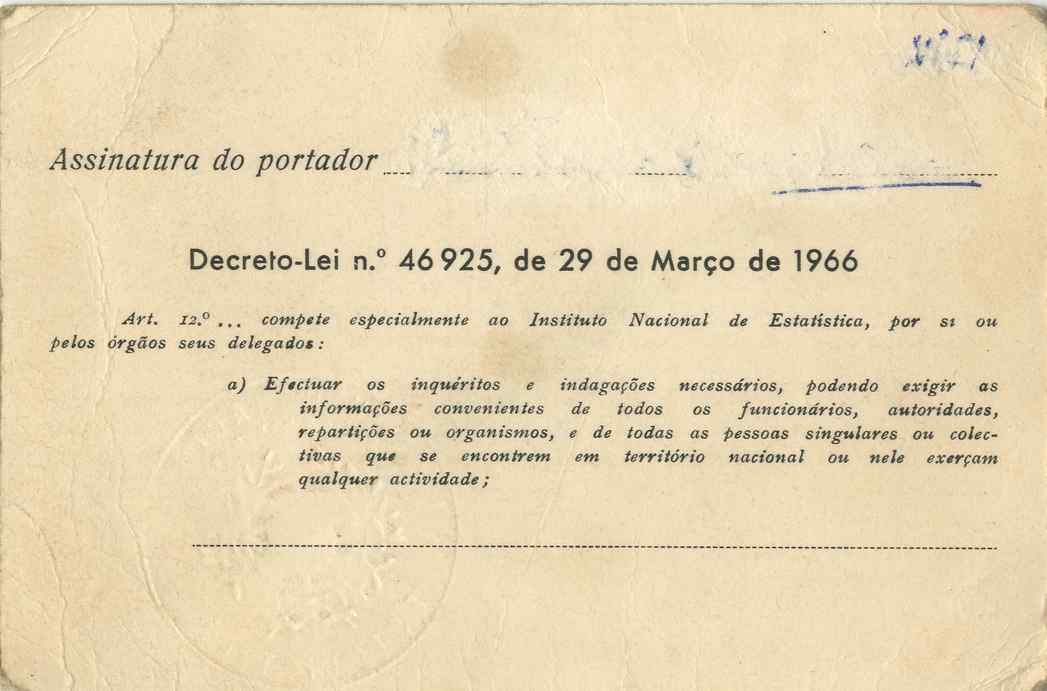 Assinatura do portador
Decreto-Lei n.º 46 925, de 29 de Março de 1966
Art. 12.º ... compete especialmente ao Instituto Nacional de Estatística, por si ou
pelos órgãos seus delegados:
a) Efectuar os inquéritos e indagações necessários, podendo exigir as
informações convenientes de todos os funcionários, autoridades,
repartições ou organismos, e de todas as pessoas singulares ou colec-
tivas que se encontrem em território nacional ou nele exerçam
qualquer actividade;